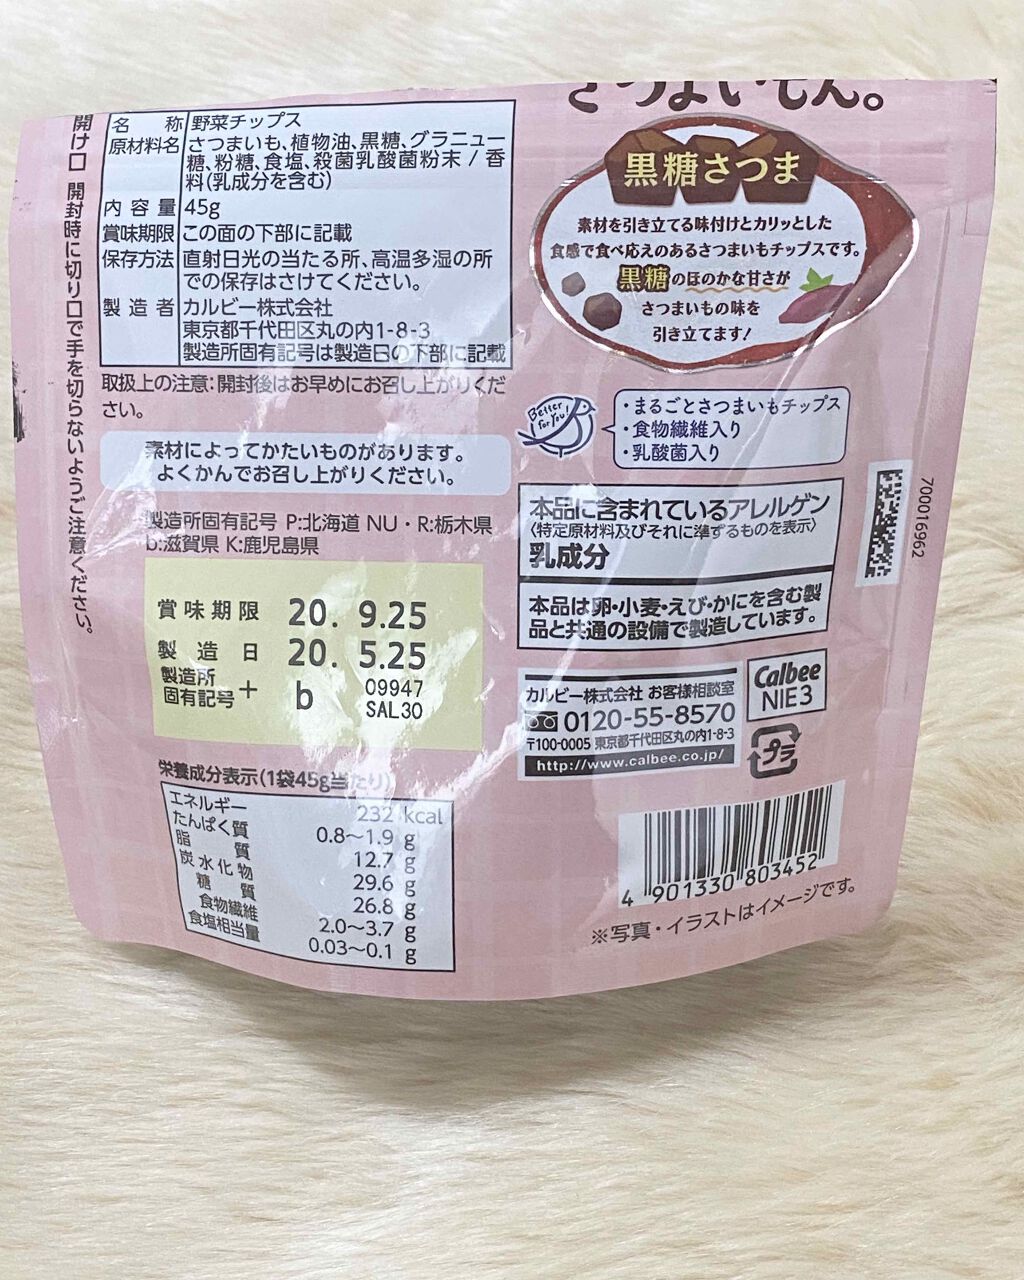 さつまいもん。
開け口 開封時に切り口で手を切らないようご注意ください。
名 称 野菜チップス
原材料名 さつまいも、植物油、黒糖、グラニュー
糖、粉糖、食塩、殺菌乳酸菌粉末 / 香
料(乳成分を含む)
内容量 45g
賞味期限 この面の下部に記載
保存方法 直射日光の当たる所、高温多湿の所
での保存はさけてください。
製造者 カルビー株式会社
東京都千代田区丸の内1-8-3
製造所固有記号は製造日の下部に記載
取扱上の注意:開封後はお早めにお召し上がりくだ
さい。
素材によってかたいものがあります。
よくかんでお召し上がりください。
製造所固有記号 P:北海道 NU・R:栃木県
b:滋賀県 K:鹿児島県
賞味期限 20. 9.25
製造日 20. 5.25
製造所
固有記号 + b 09947
SAL30
栄養成分表示(1袋45g当たり)
エネルギー 232 kcal
たんぱく質 0.8〜1.9 g
脂質 12.7 g
炭水化物 29.6 g
糖質 26.8 g
食物繊維 2.0〜3.7 g
食塩相当量 0.03〜0.1 g
黒糖さつま
素材を引き立てる味付けとカリッとした
食感で食べ応えのあるさつまいもチップスです。
黒糖のほのかな甘さが
さつまいもの味を
引き立てます!
Better
for You!
・まるごとさつまいもチップス
・食物繊維入り
・乳酸菌入り
本品に含まれているアレルゲン
〈特定原材料及びそれに準ずるものを表示〉
乳成分
本品は卵・小麦・えび・かにを含む製
品と共通の設備で製造しています。
カルビー株式会社 お客様相談室
0120-55-8570
〒100-0005 東京都千代田区丸の内1-8-3
http://www.calbee.co.jp/
Calbee
NIE3
プラ
70016962
4 901330 803452
※写真・イラストはイメージです。